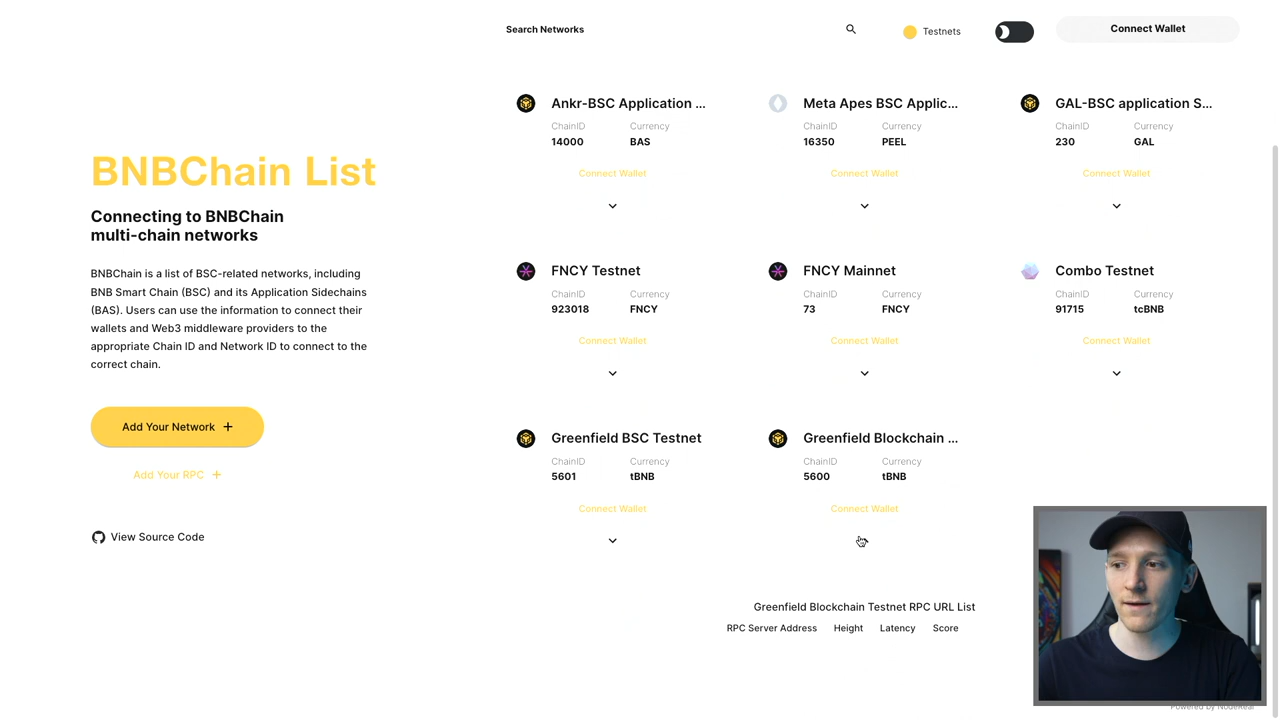 Search Networks
Testnets
Connect Wallet
BNBChain List
Connecting to BNBChain
multi-chain networks
BNBChain is a list of BSC-related networks, including
BNB Smart Chain (BSC) and its Application Sidechains
(BAS). Users can use the information to connect their
wallets and Web3 middleware providers to the
appropriate Chain ID and Network ID to connect to the
correct chain.
Add Your Network +
Add Your RPC +
View Source Code
Ankr-BSC Application ...
ChainID Currency
14000 BAS
Connect Wallet
Meta Apes BSC Applic...
ChainID Currency
16350 PEEL
Connect Wallet
GAL-BSC application S...
ChainID Currency
230 GAL
Connect Wallet
FNCY Testnet
ChainID Currency
923018 FNCY
Connect Wallet
FNCY Mainnet
ChainID Currency
73 FNCY
Connect Wallet
Combo Testnet
ChainID Currency
91715 tcBNB
Connect Wallet
Greenfield BSC Testnet
ChainID Currency
5601 tBNB
Connect Wallet
Greenfield Blockchain ...
ChainID Currency
5600 tBNB
Connect Wallet
Greenfield Blockchain Testnet RPC URL List
RPC Server Address Height Latency Score
Powered by NodeReal